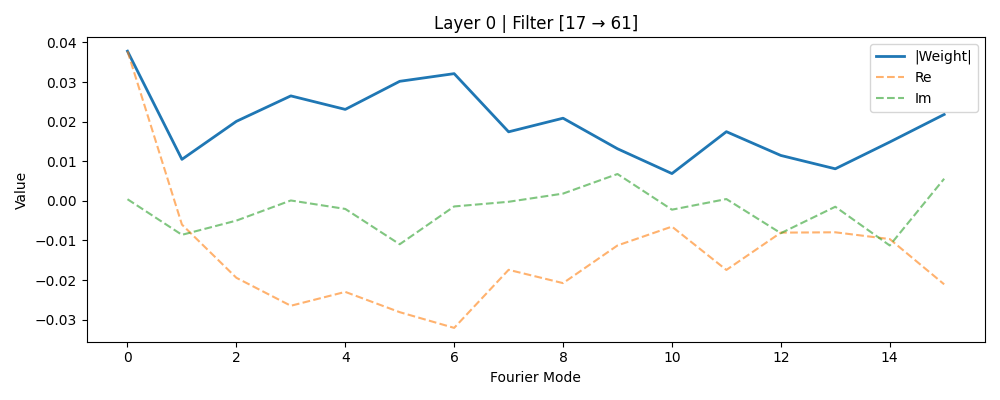 Layer 0 | Filter [17 → 61]
0.04
0.03
0.02
0.01
0.00
−0.01
−0.02
−0.03
Value
|Weight|
Re
Im
0 2 4 6 8 10 12 14
Fourier Mode